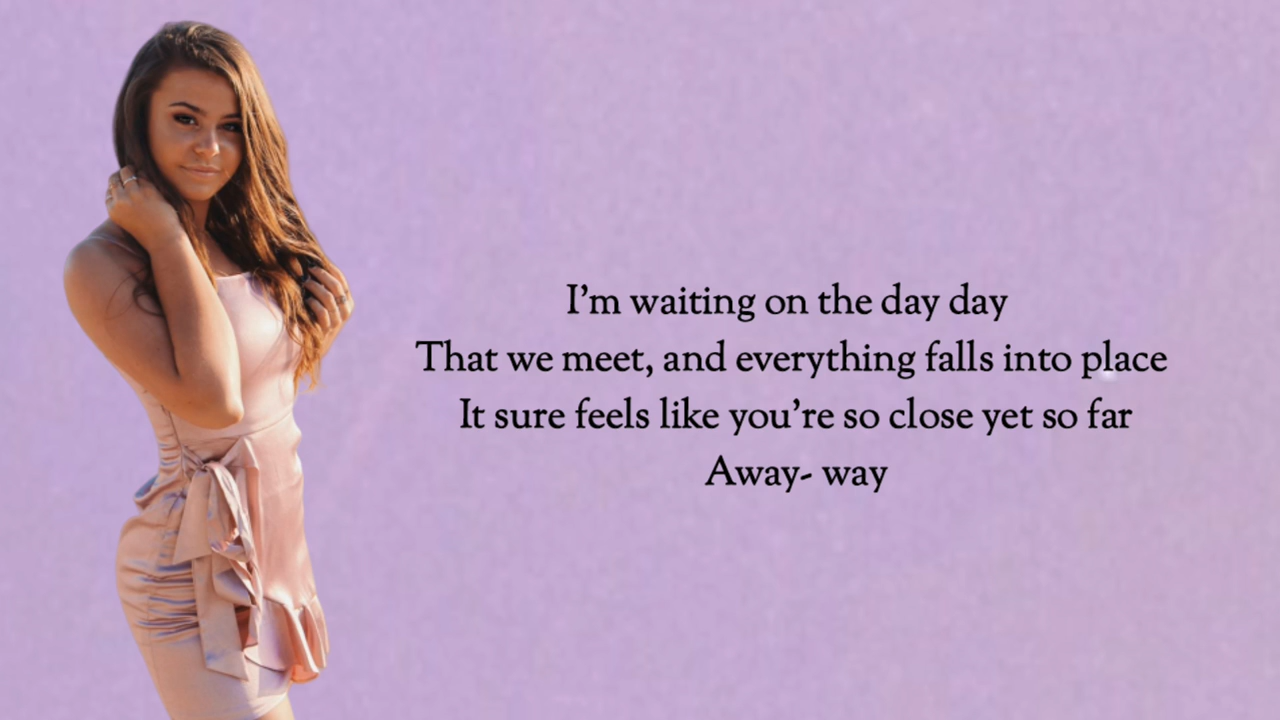 I'm waiting on the day day
That we meet, and everything falls into place
It sure feels like you're so close yet so far
Away- way